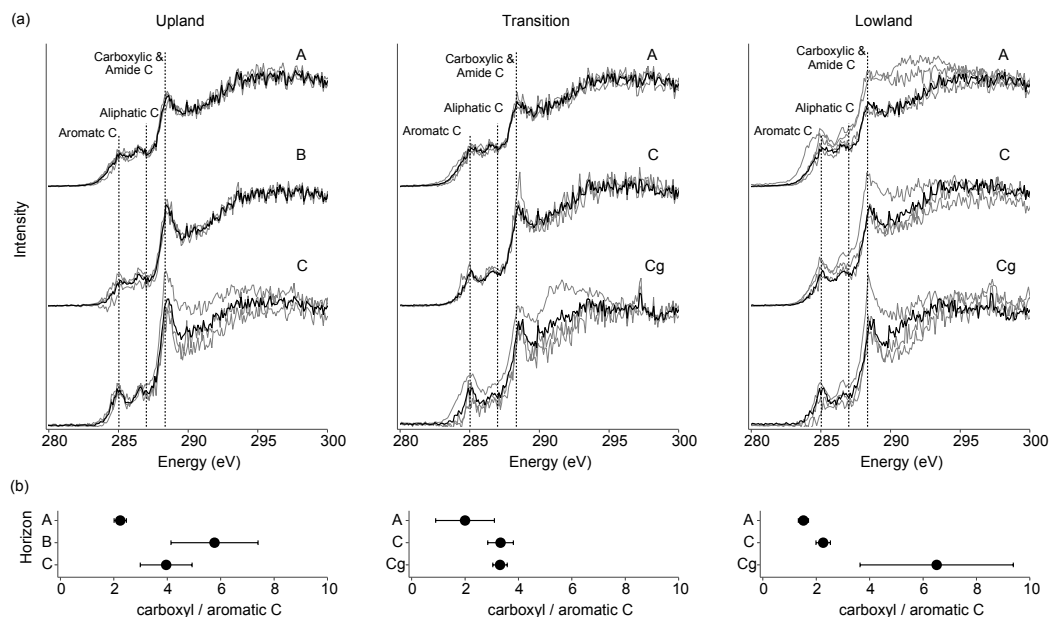 (a)
Upland
Transition
Lowland
Carboxylic &
Amide C
A
Aliphatic C
Aromatc C
B
C
Carboxylic &
Amide C
A
Aliphatic C
Aromatc C
C
Cg
Carboxylic &
Amide C
A
Aliphatic C
Aromatc C
C
Cg
Intensity
280 285 290 295 300
280 285 290 295 300
280 285 290 295 300
Energy (eV)
Energy (eV)
Energy (eV)
(b)
Horizon
A
B
C
0 2 4 6 8 10
carboxyl / aromatic C
A
C
Cg
0 2 4 6 8 10
carboxyl / aromatic C
A
C
Cg
0 2 4 6 8 10
carboxyl / aromatic C